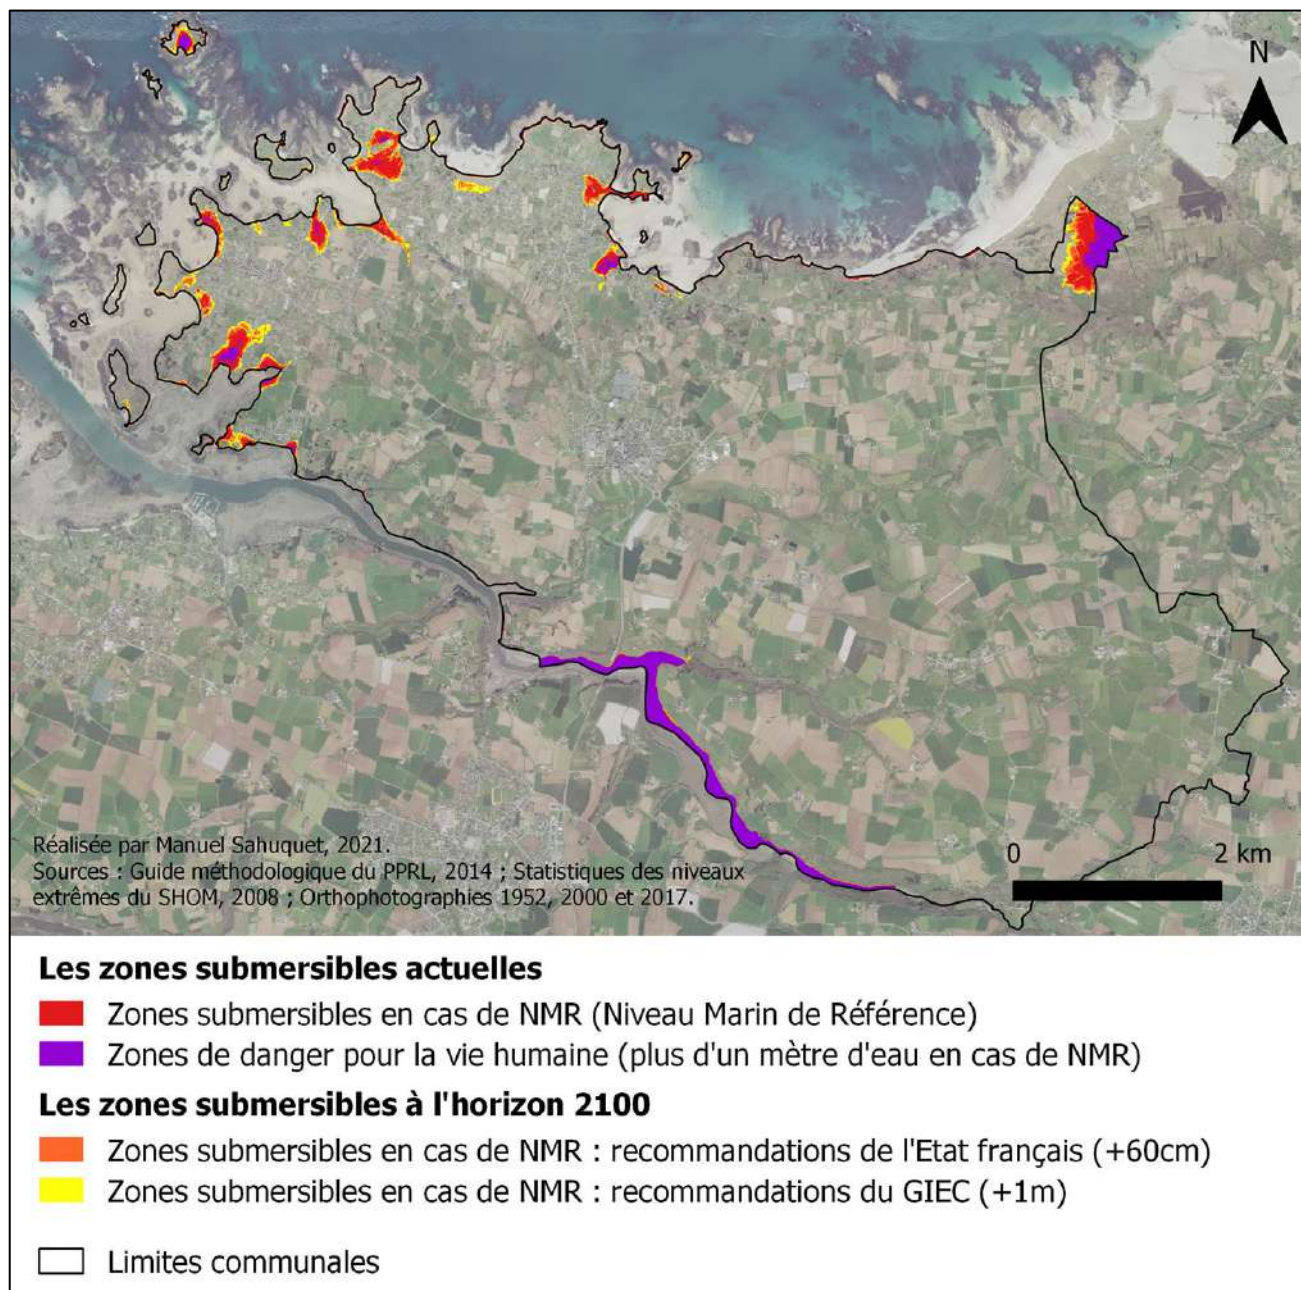 N
Réalisée par Manuel Sahuquet, 2021.
Sources : Guide méthodologique du PPRL, 2014 ; Statistiques des niveaux
extrêmes du SHOM, 2008 ; Orthophotographies 1952, 2000 et 2017.
0 2 km
Les zones submersibles actuelles
Zones submersibles en cas de NMR (Niveau Marin de Référence)
Zones de danger pour la vie humaine (plus d'un mètre d'eau en cas de NMR)
Les zones submersibles à l'horizon 2100
Zones submersibles en cas de NMR : recommandations de l'Etat français (+60cm)
Zones submersibles en cas de NMR : recommandations du GIEC (+1m)
Limites communales